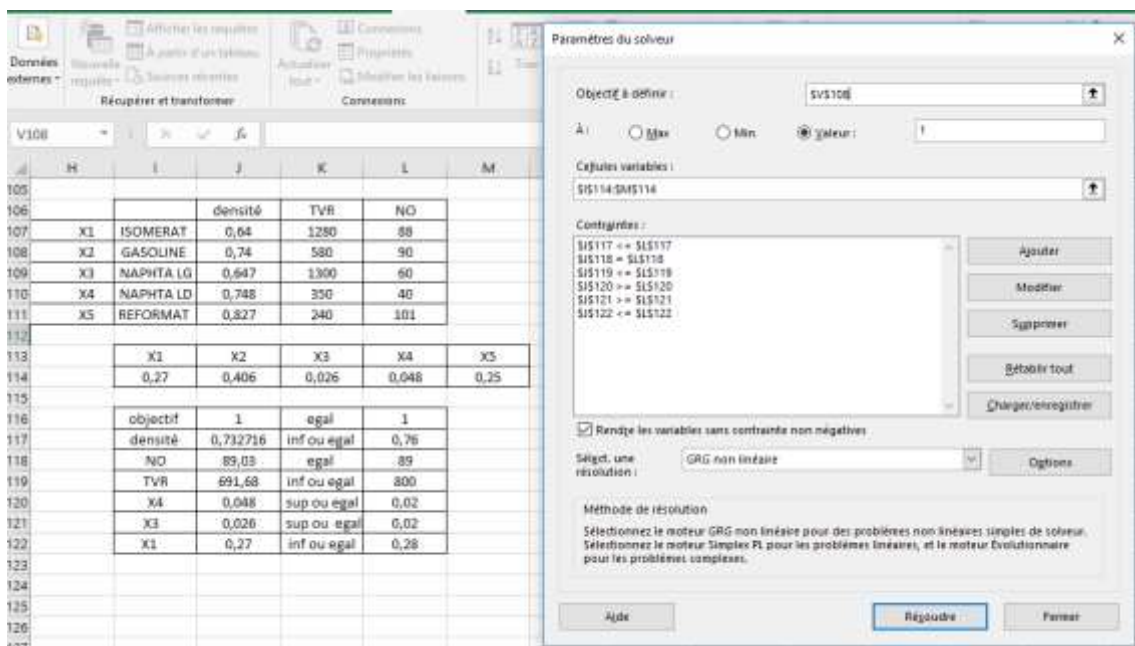 Données externes
Nouvelle requête
Afficher les requêtes
À partir d'un tableau
Sources récentes
Récupérer et transformer
Actualiser tout
Connexions
Propriétés
Modifier les liaisons
Connexions
V108
fx
H I J K L M
105
106 densité TVR NO
107 X1 ISOMERAT 0,64 1280 88
108 X2 GASOLINE 0,74 580 90
109 X3 NAPHTA LG 0,647 1300 60
110 X4 NAPHTA LD 0,748 350 40
111 X5 REFORMAT 0,827 240 101
112
113 X1 X2 X3 X4 X5
114 0,27 0,406 0,026 0,048 0,25
115
116 objectif 1 egal 1
117 densité 0,732716 inf ou egal 0,76
118 NO 89,03 egal 89
119 TVR 691,68 inf ou egal 800
120 X4 0,048 sup ou egal 0,02
121 X3 0,026 sup ou egal 0,02
122 X1 0,27 inf ou egal 0,28
123
124
125
126
Paramètres du solveur
Objectif à définir : $V$108
À : Max Min Valeur : 1
Cellules variables :
$I$114:$M$114
Contraintes :
$J$117 <= $L$117
$J$118 = $L$118
$J$119 <= $L$119
$J$120 >= $L$120
$J$121 >= $L$121
$J$122 <= $L$122
Ajouter
Modifier
Supprimer
Rétablir tout
Charger/enregistrer
Rendre les variables sans contrainte non négatives
Sélect. une résolution : GRG non linéaire
Options
Méthode de résolution
Sélectionnez le moteur GRG non linéaire pour des problèmes non linéaires simples de solveur.
Sélectionnez le moteur Simplex PL pour les problèmes linéaires, et le moteur Évolutionnaire
pour les problèmes complexes.
Aide
Résoudre
Fermer